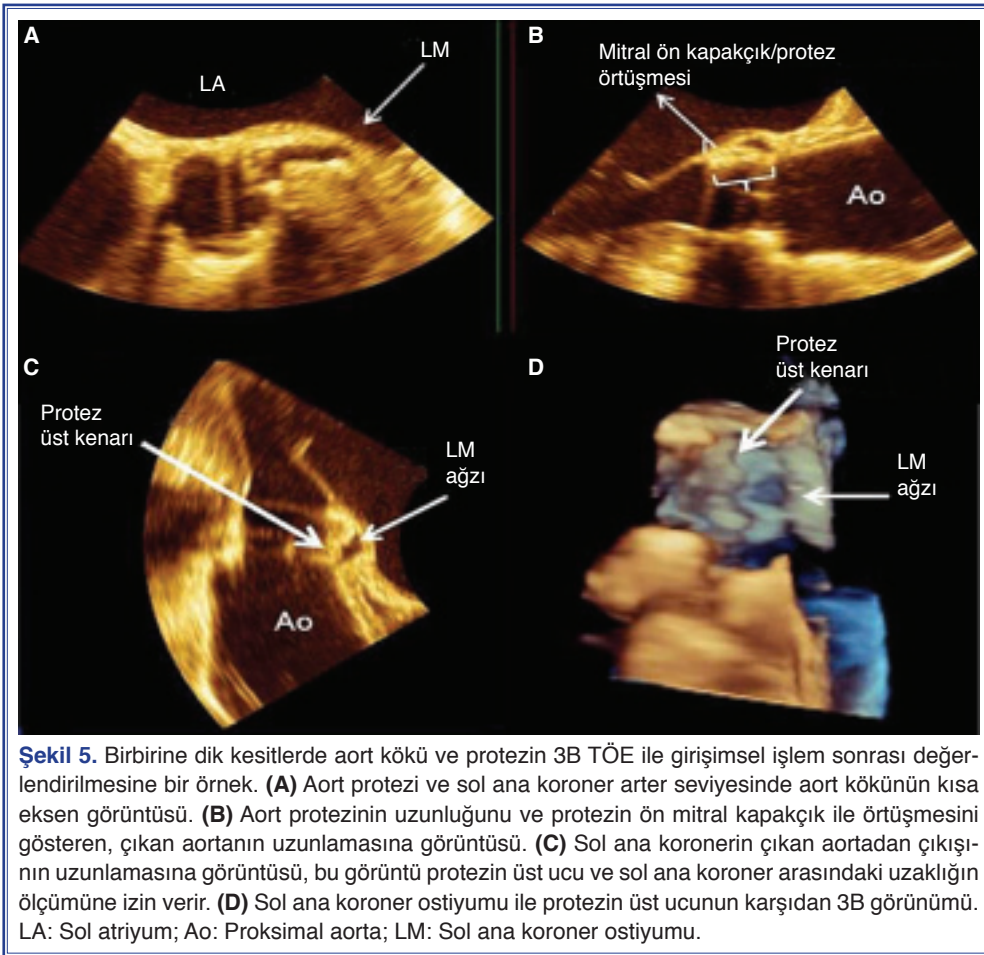 A
LM
LA
B
Mitral ön kapakçık/protez
örtüşmesi
Ao
C
Protez
üst kenarı
LM
ağzı
Ao
D
Protez
üst kenarı
LM
ağzı
Şekil 5. Birbirine dik kesitlerde aort kökü ve protezin 3B TÖE ile girişimsel işlem sonrası değer-
lendirilmesine bir örnek. (A) Aort protezi ve sol ana koroner arter seviyesinde aort kökünün kısa
eksen görüntüsü. (B) Aort protezinin uzunluğunu ve protezin ön mitral kapakçık ile örtüşmesini
gösteren, çıkan aortanın uzunlamasına görüntüsü. (C) Sol ana koronerin çıkan aortadan çıkışı-
nın uzunlamasına görüntüsü, bu görüntü protezin üst ucu ve sol ana koroner arasındaki uzaklığın
ölçümüne izin verir. (D) Sol ana koroner ostiyumu ile protezin üst ucunun karşıdan 3B görünümü.
LA: Sol atriyum; Ao: Proksimal aorta; LM: Sol ana koroner ostiyumu.